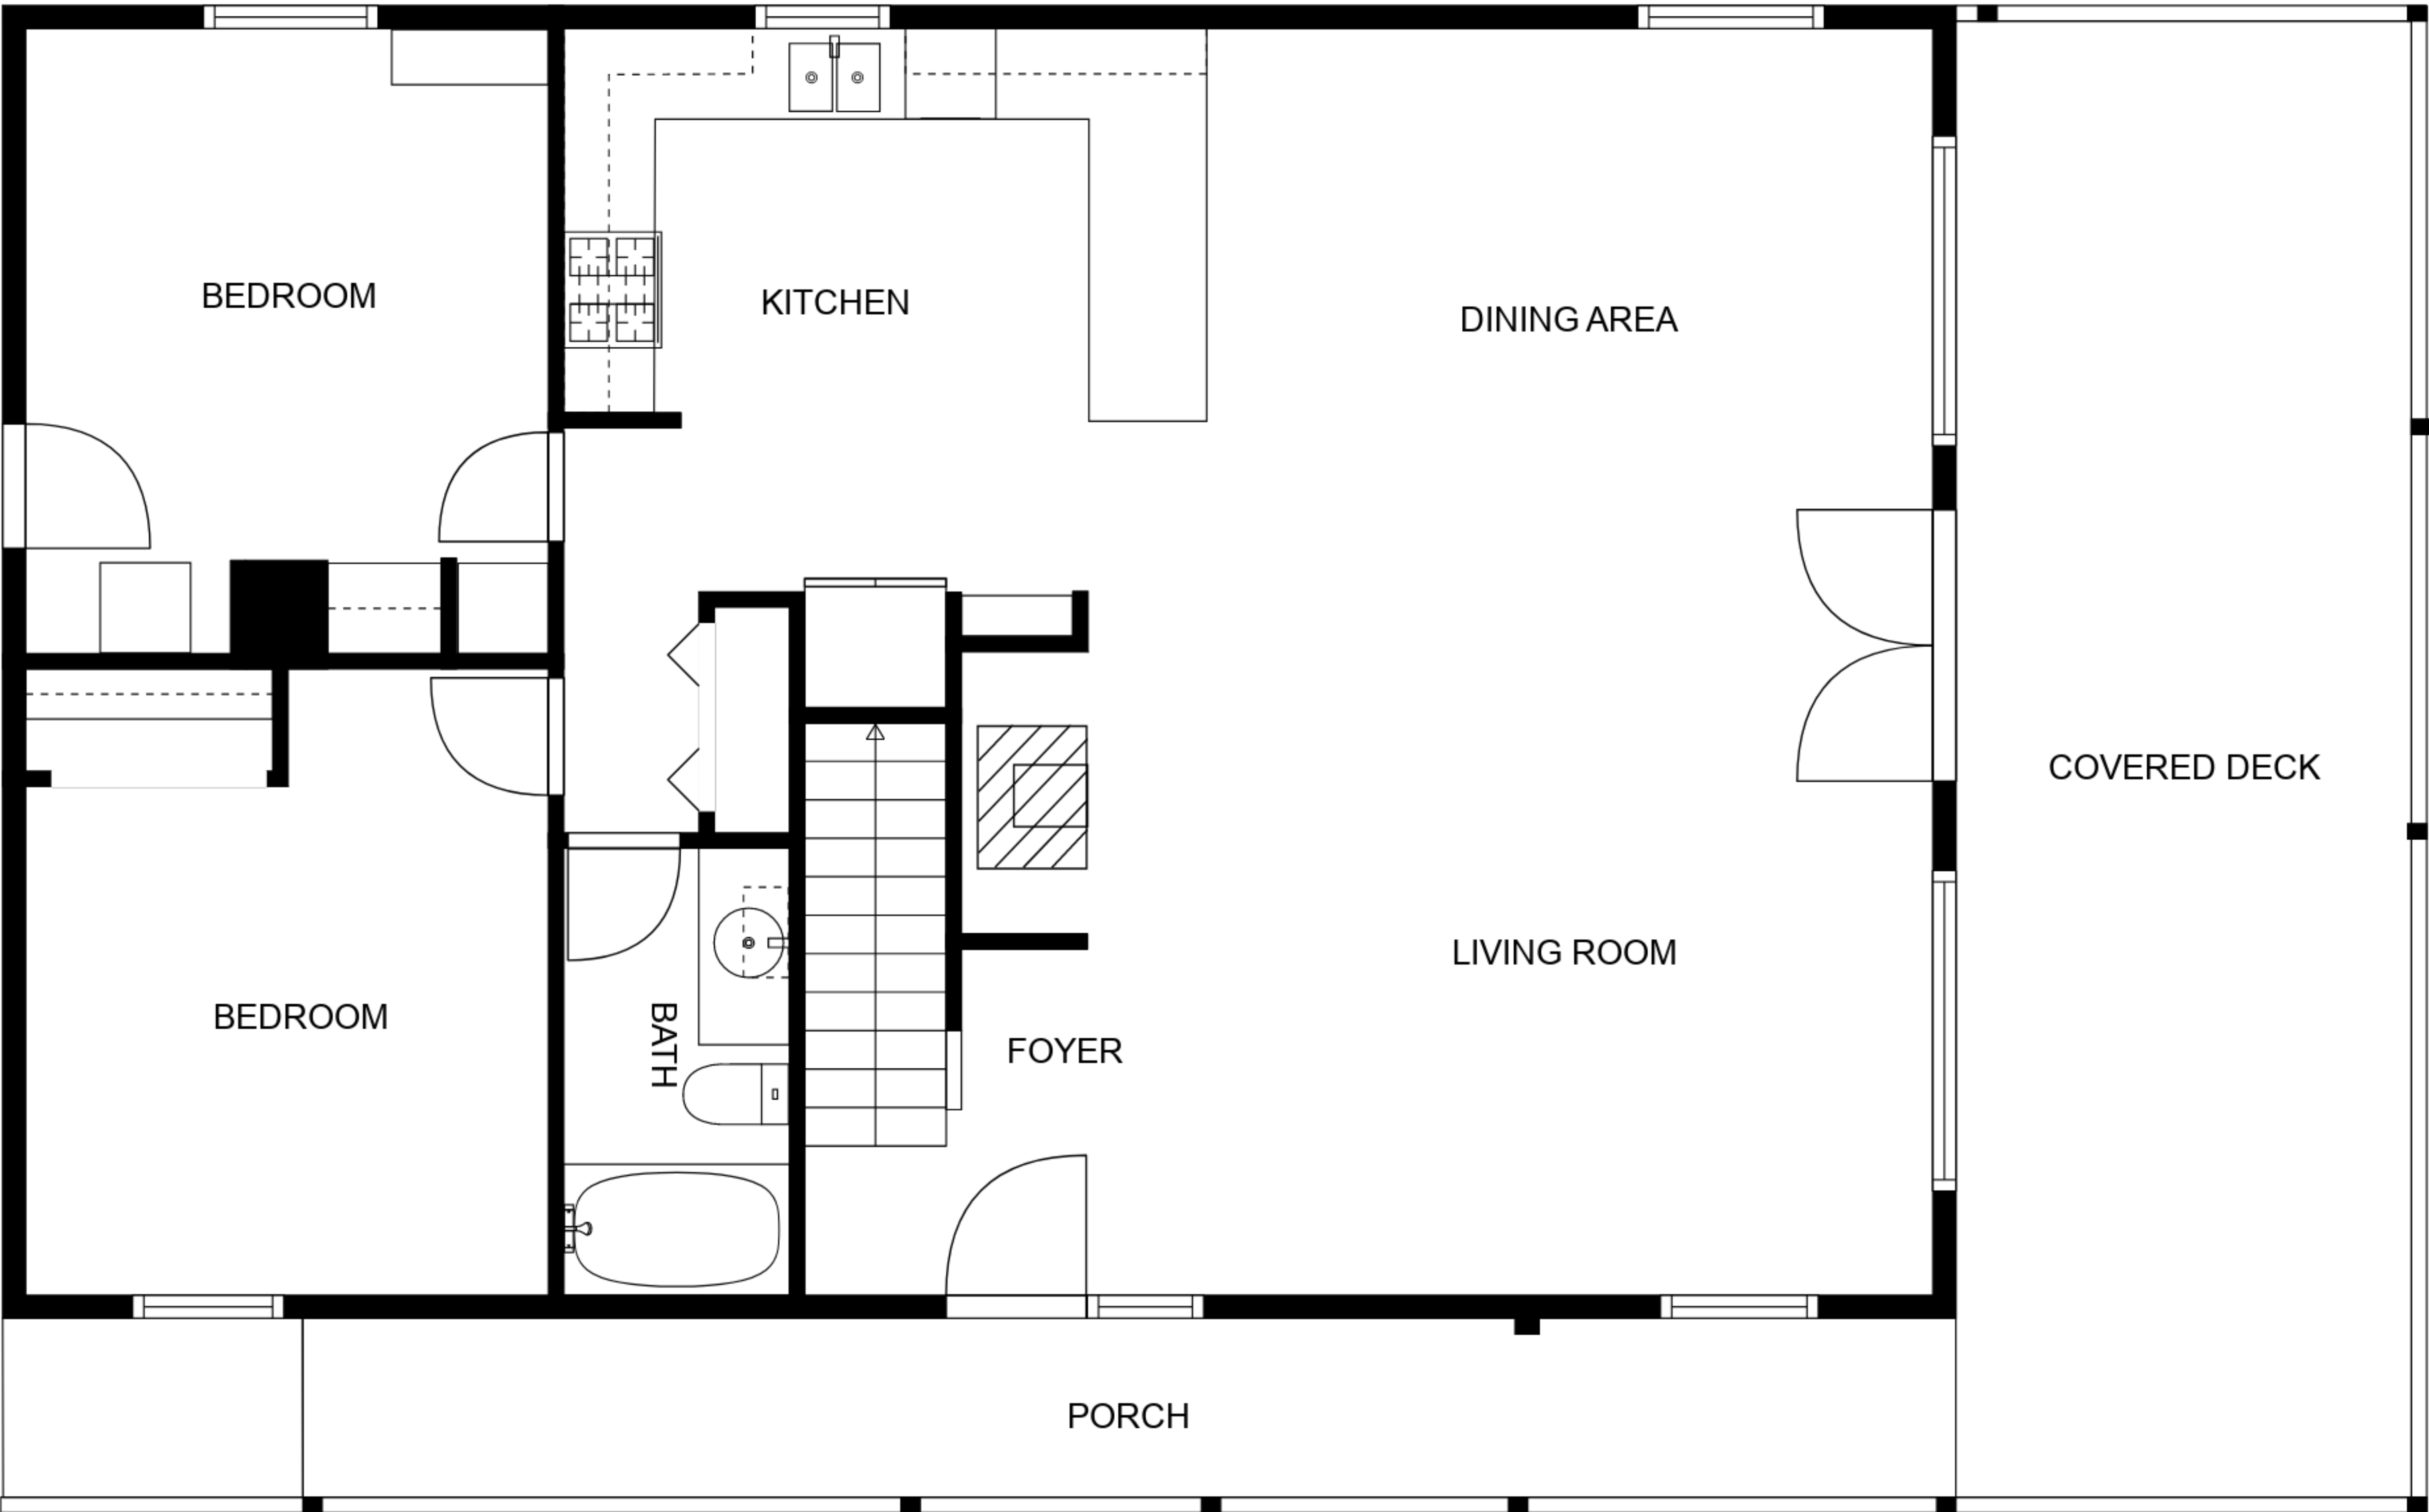 BEDROOM
KITCHEN
DINING AREA
COVERED DECK
LIVING ROOM
BEDROOM
BATH
FOYER
PORCH